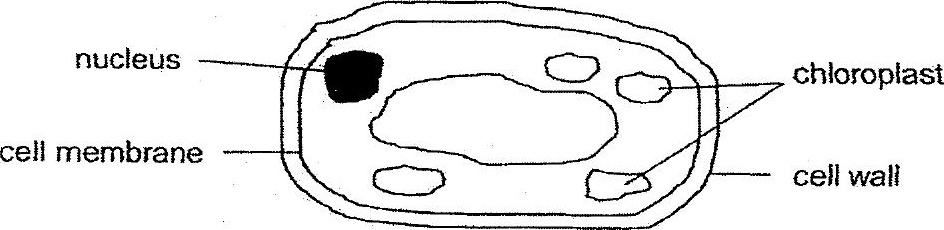 nucleus
chloroplast
cell membrane
cell wall